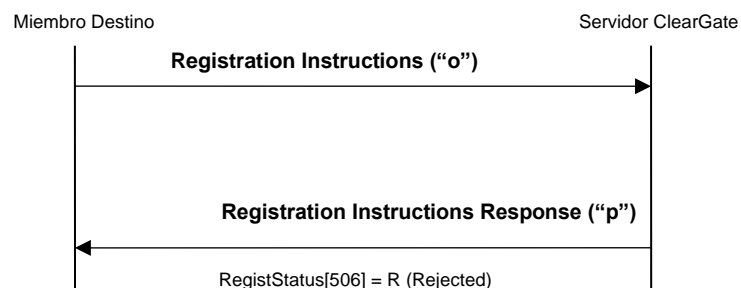 Miembro Destino
Servidor ClearGate
Registration Instructions (“o”)
Registration Instructions Response (“p”)
RegistStatus[506] = R (Rejected)